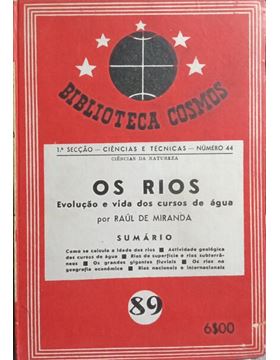 BIBLIOTECA COSMOS
1.ª SECÇÃO — CIÊNCIAS E TÉCNICAS — NÚMERO 44
CIÊNCIAS DA NATUREZA
OS RIOS
Evolução e vida dos cursos de água
por RAÚL DE MIRANDA
SUMÁRIO
Como se calcula a idade dos rios ■ Actividade geológica
dos cursos de água ■ Rios de superfície e rios subterrâ-
neos ■ Os grandes gigantes fluviais ■ Os rios na
geografia económica ■ Rios nacionais e internacionais
89
6$00